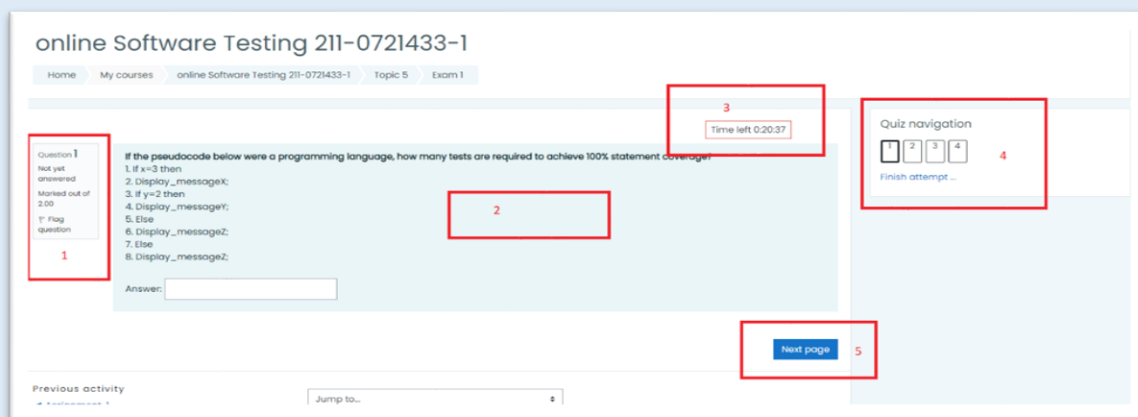 online Software Testing 211-0721433-1
Home My courses online Software Testing 211-0721433-1 Topic 5 Exam 1
3
Time left 0:20:37
Question 1
Not yet
answered
Marked out of
2.00
Flag
question
1
If the pseudocode below were a programming language, how many tests are required to achieve 100% statement coverage?
1. If x=3 then
2. Display_messageX;
3. If y=2 then
4. Display_messageY;
5. Else
6. Display_messageZ;
7. Else
8. Display_messageZ;
2
Answer:
Quiz navigation
1 2 3 4
4
Finish attempt ...
Next page
5
Previous activity
Assignment 1
Jump to...